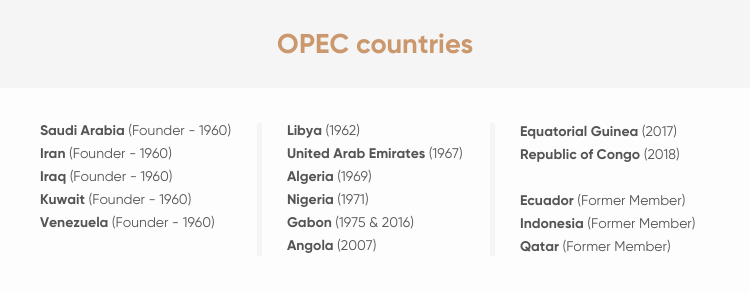 OPEC countries
Saudi Arabia (Founder - 1960)
Iran (Founder - 1960)
Iraq (Founder - 1960)
Kuwait (Founder - 1960)
Venezuela (Founder - 1960)
Libya (1962)
United Arab Emirates (1967)
Algeria (1969)
Nigeria (1971)
Gabon (1975 & 2016)
Angola (2007)
Equatorial Guinea (2017)
Republic of Congo (2018)
Ecuador (Former Member)
Indonesia (Former Member)
Qatar (Former Member)